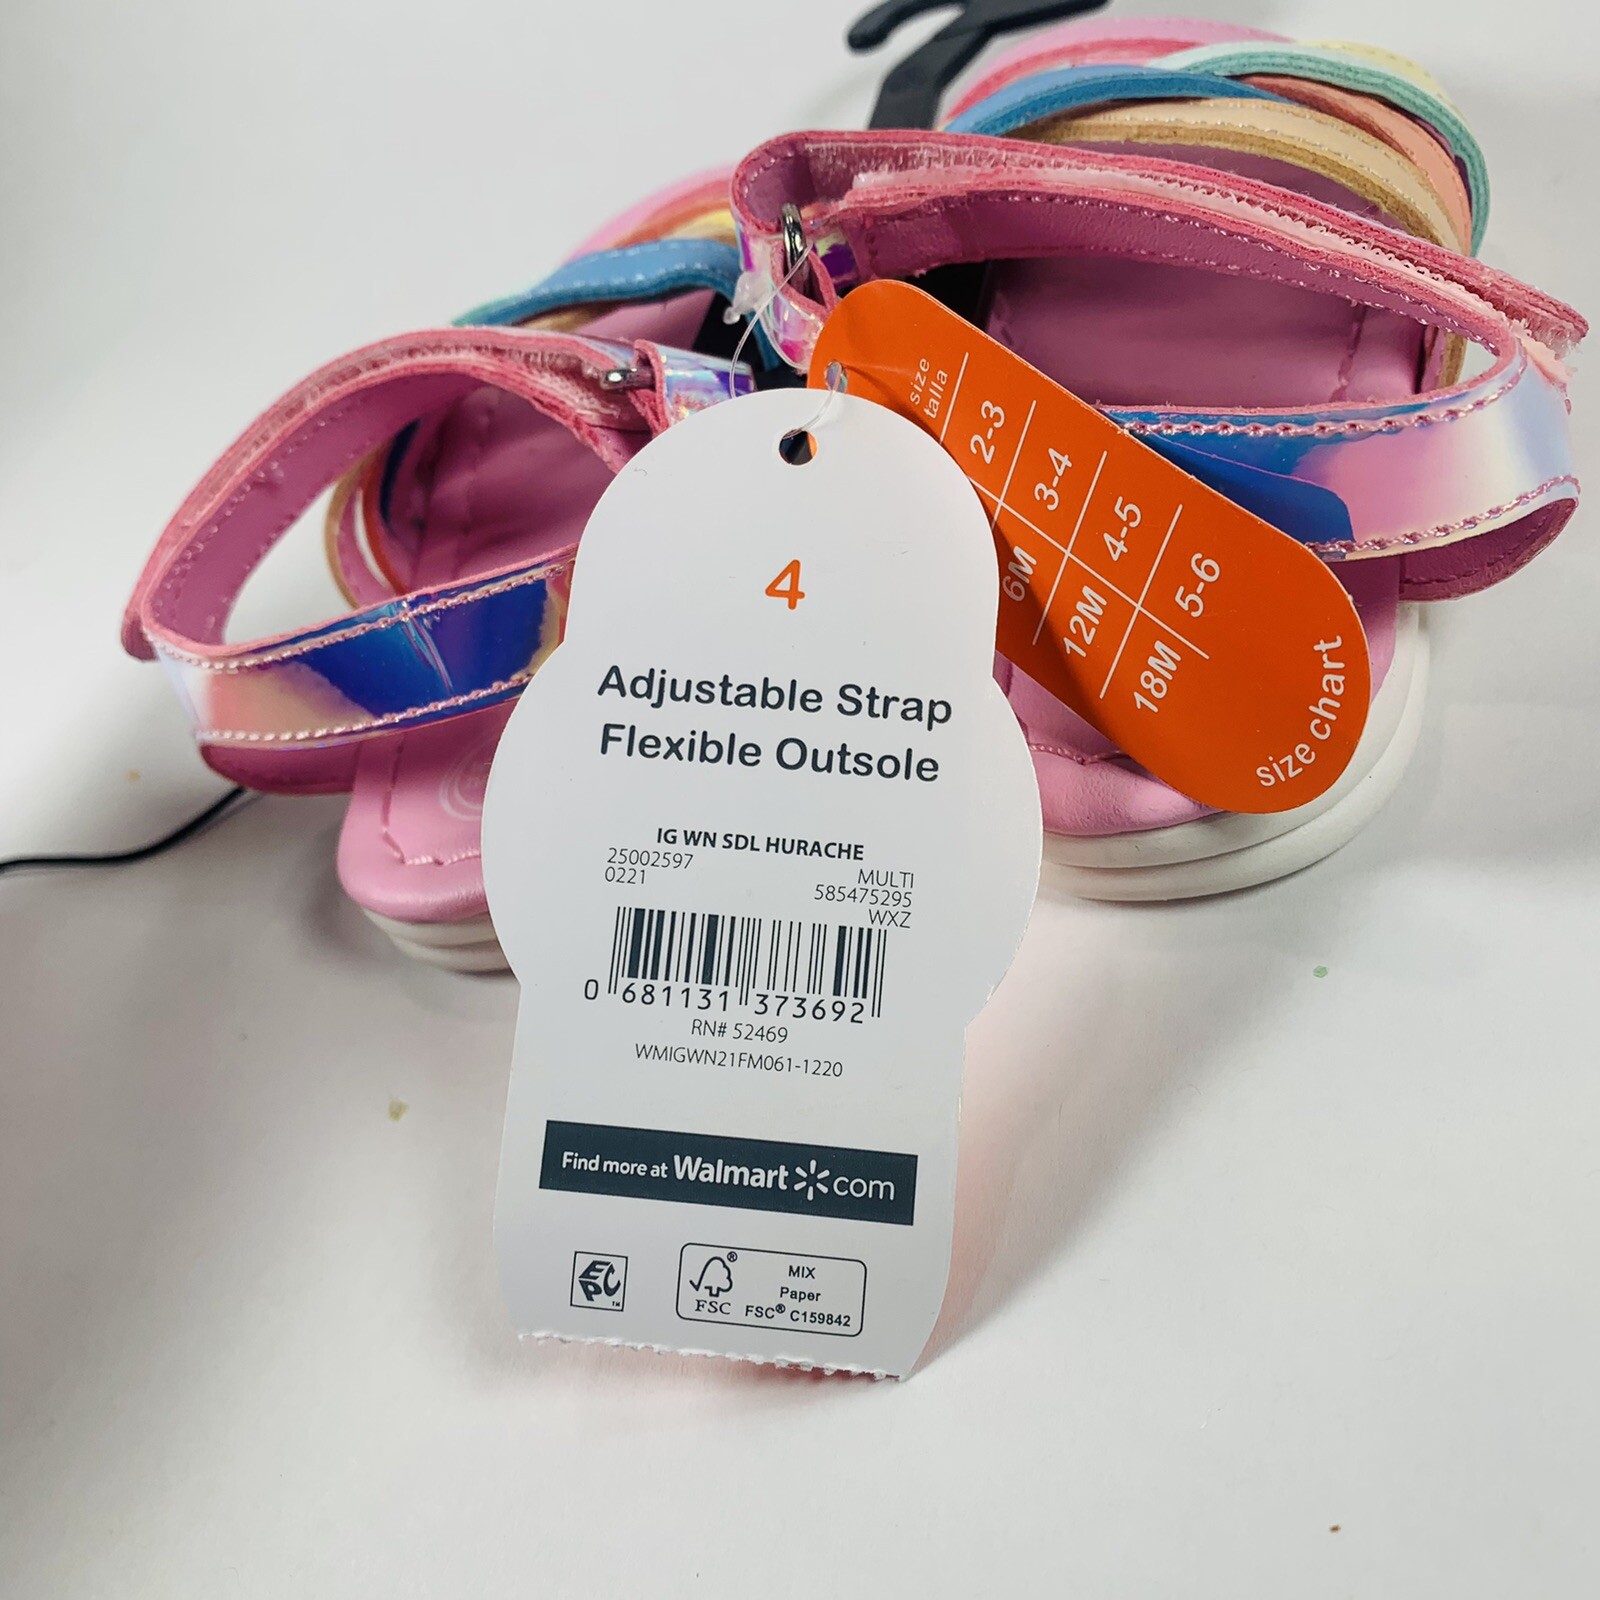 4
Adjustable Strap
Flexible Outsole
IG WN SDL HURACHE
25002597
0221
MULTI
585475295
WXZ
0 681131 373692
RN# 52469
WMIGWN21FM061-1220
Find more at Walmart com
EPC™
FSC®
MIX
Paper
FSC® C159842
size
talla
2-3
3-4
4-5
5-6
6M
12M
18M
size chart